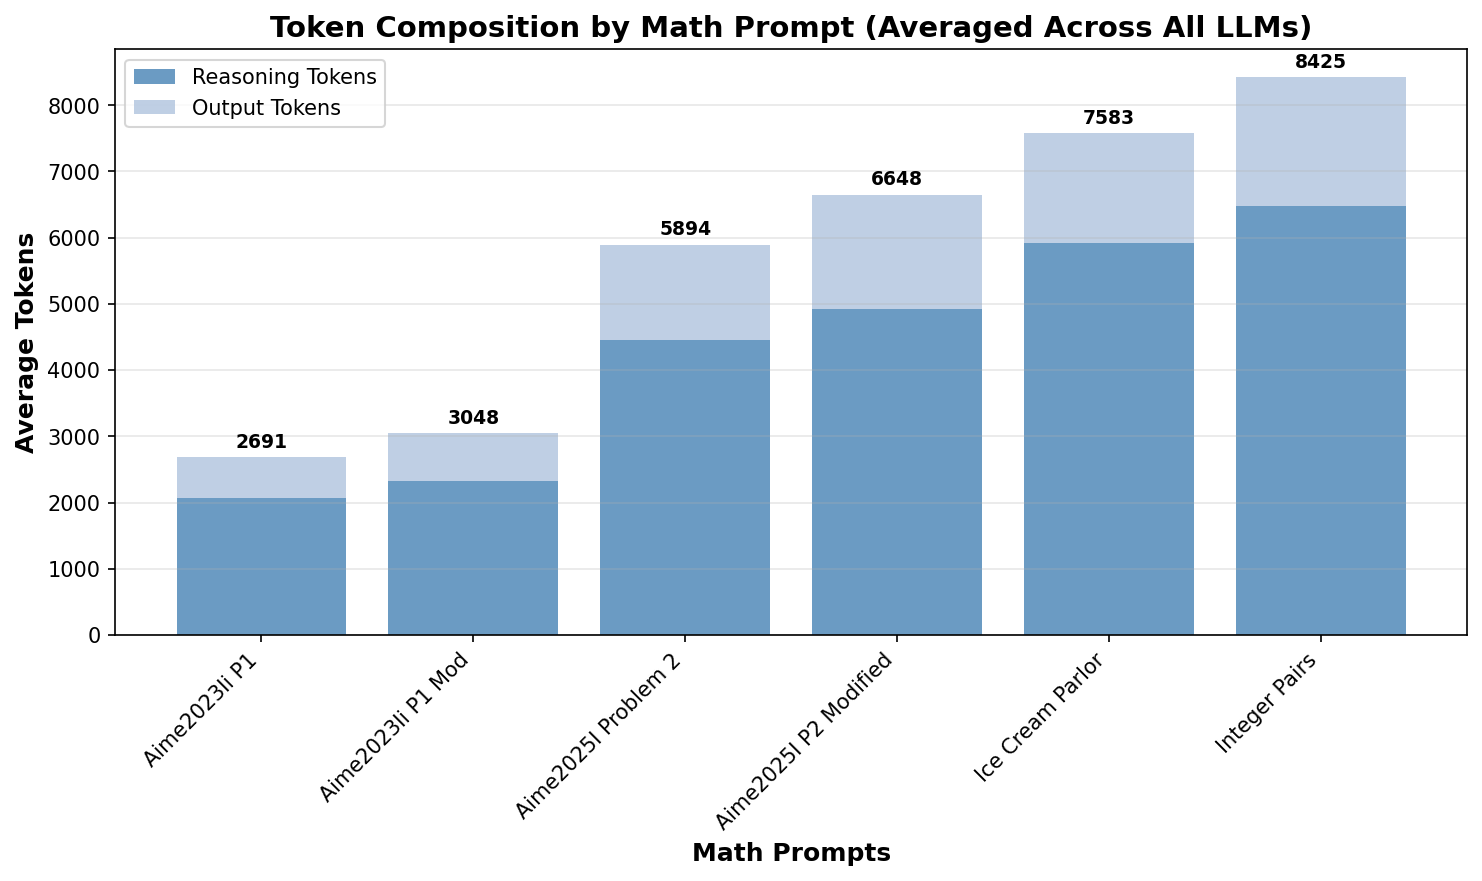 Token Composition by Math Prompt (Averaged Across All LLMs)
Reasoning Tokens
Output Tokens
Average Tokens
8000
7000
6000
5000
4000
3000
2000
1000
0
2691
3048
5894
6648
7583
8425
Aime2023Ii P1
Aime2023Ii P1 Mod
Aime2025I Problem 2
Aime2025I P2 Modified
Ice Cream Parlor
Integer Pairs
Math Prompts